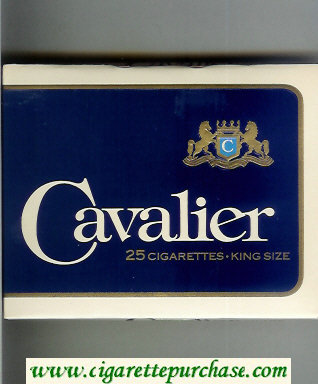 C
Cavalier
25 CIGARETTES • KING SIZE
www.cigarettepurchase.com